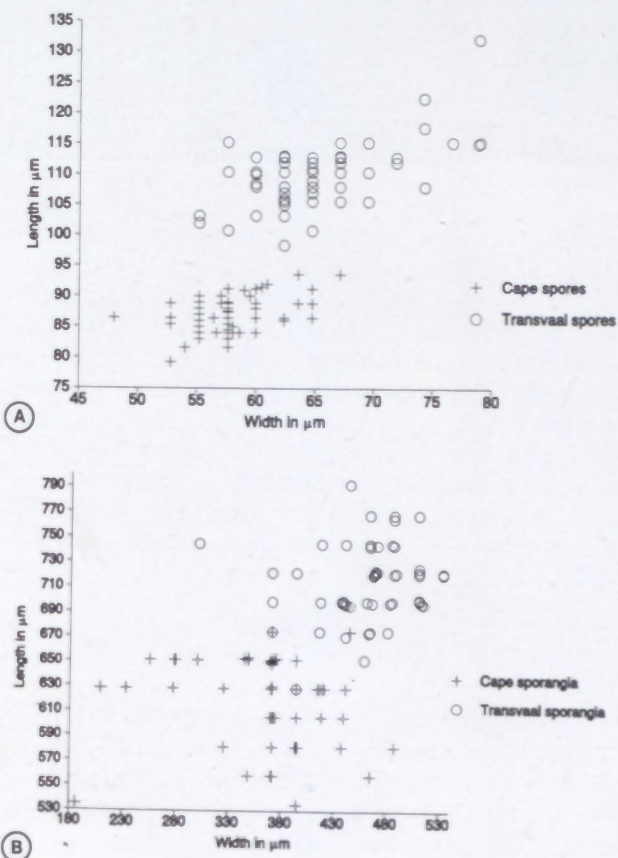 135
130
125
120
115
110
105
100
95
90
85
80
75
45 50 55 60 65 70 75 80
Length in μm
Width in μm
+ Cape spores
○ Transvaal spores
A
790
770
750
730
710
690
670
650
630
610
590
570
550
530
180 230 280 330 380 430 480 530
Length in μm
Width in μm
+ Cape sporangia
○ Transvaal sporangia
B